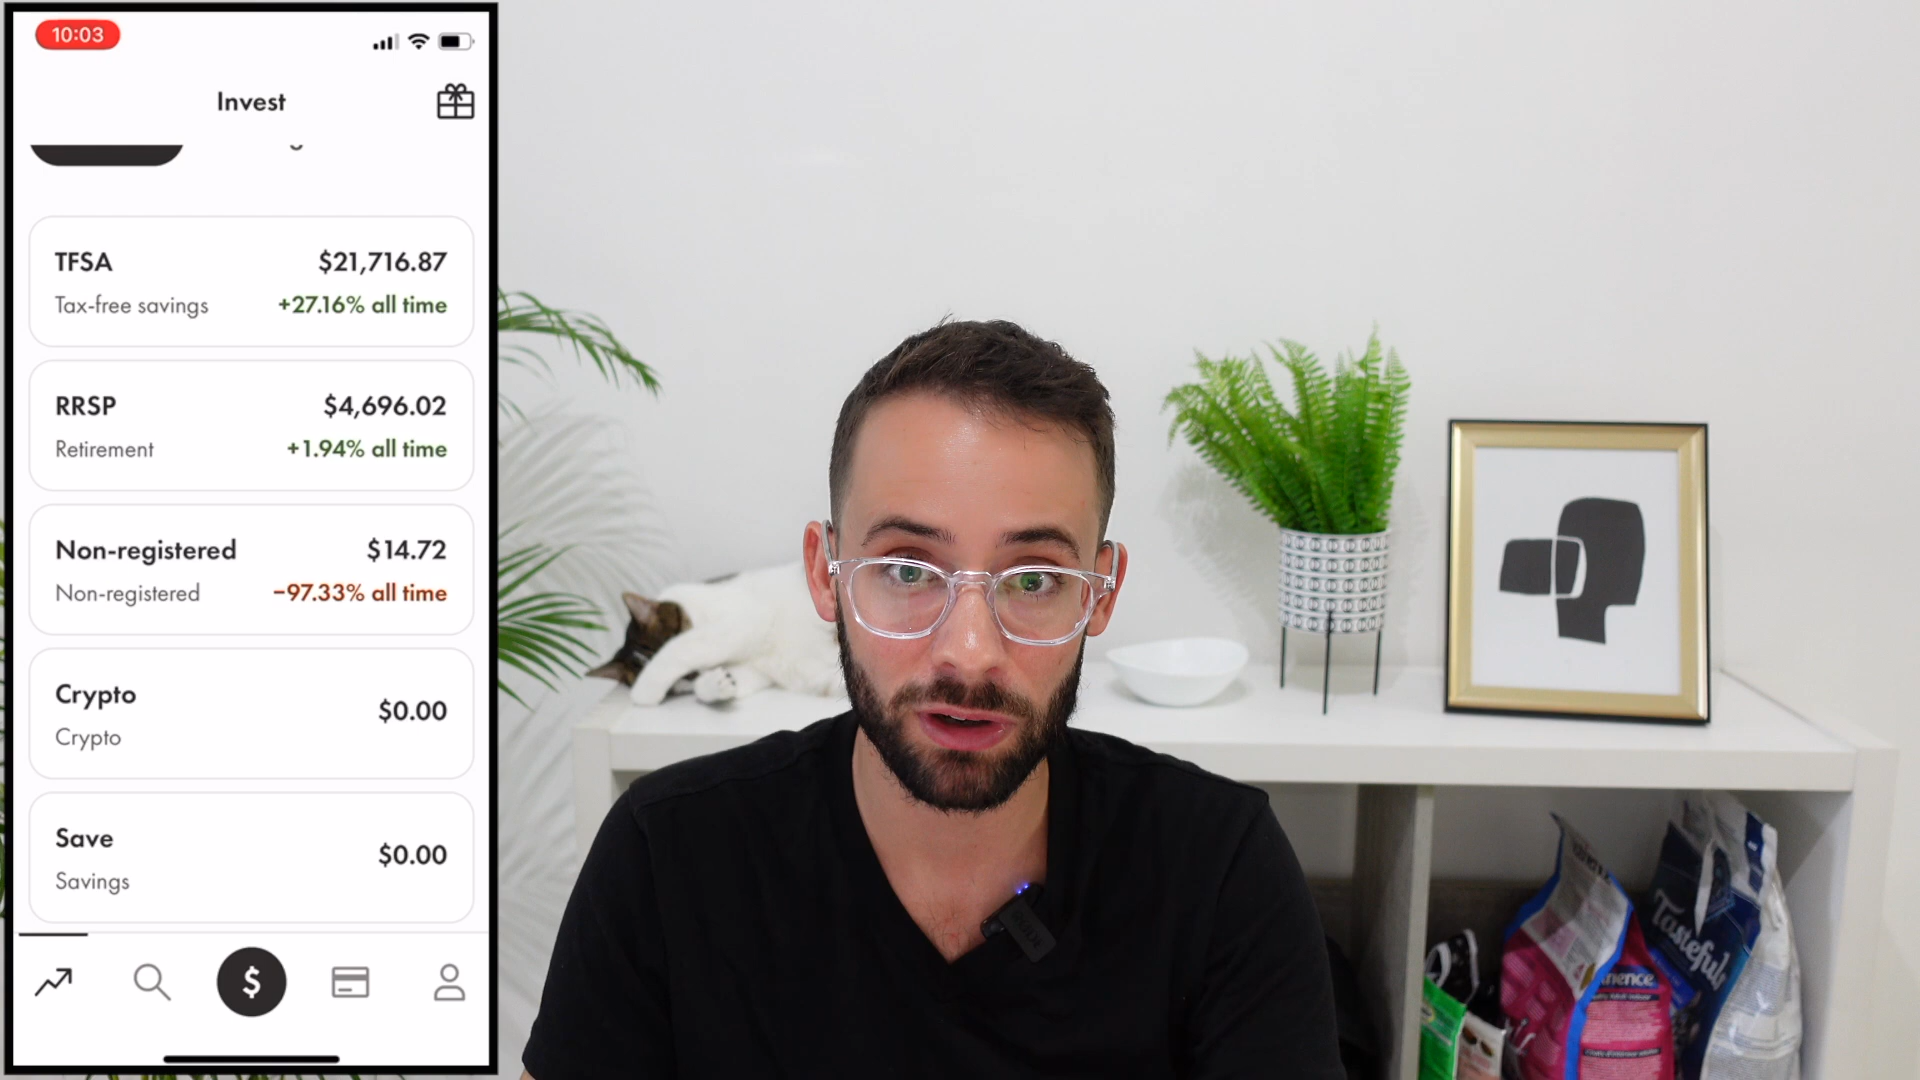 10:03
Invest
TFSA
$21,716.87
Tax-free savings
+27.16% all time
RRSP
$4,696.02
Retirement
+1.94% all time
Non-registered
$14.72
Non-registered
−97.33% all time
Crypto
$0.00
Crypto
Save
$0.00
Savings
$
Tastefuls